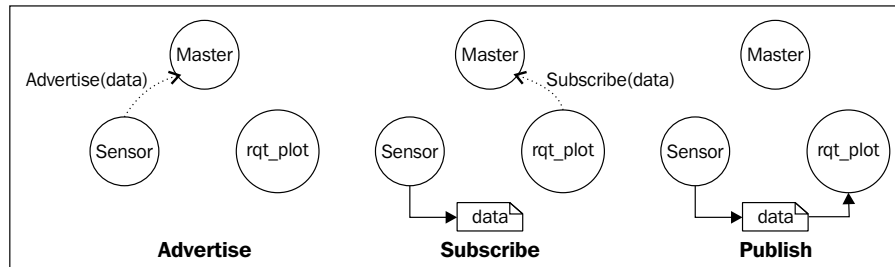 Master
Advertise(data)
Sensor
rqt_plot
Advertise
Master
Subscribe(data)
Sensor
rqt_plot
data
Subscribe
Master
Sensor
rqt_plot
data
Publish